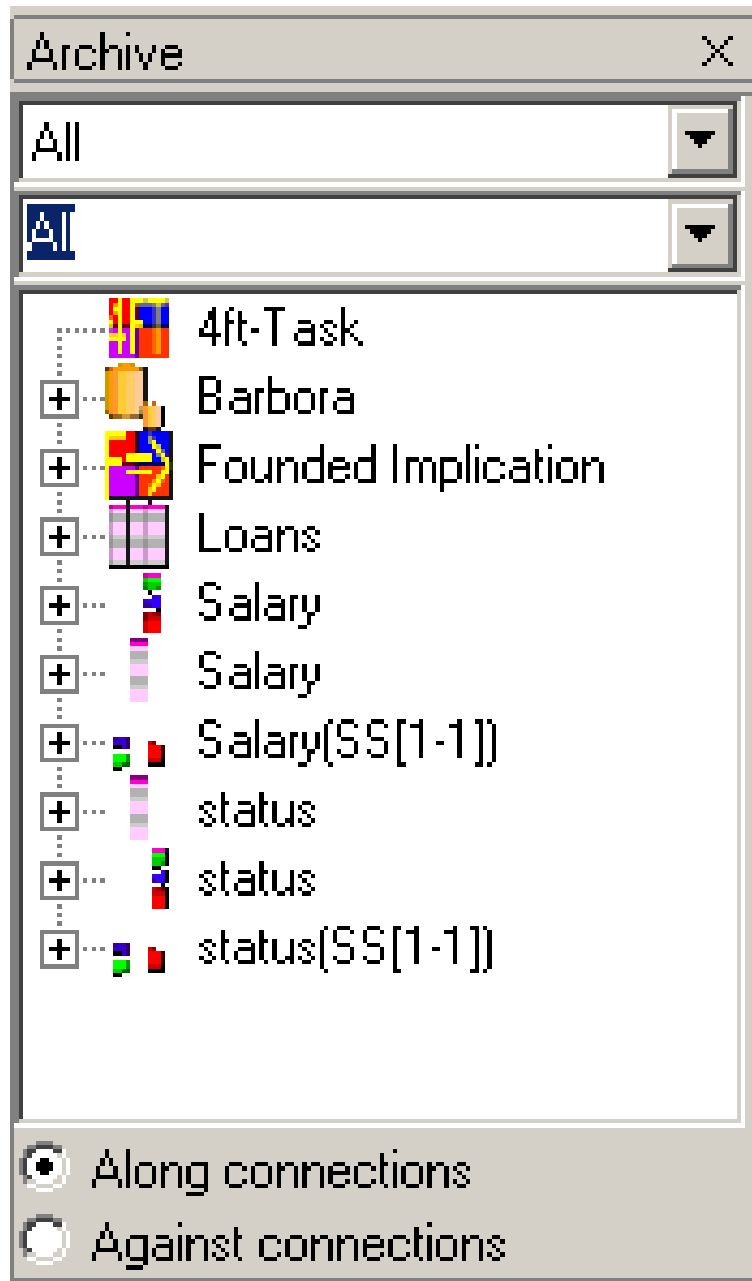 Archive
All
All
4ft-Task
Barbora
Founded Implication
Loans
Salary
Salary
Salary(SS[1-1])
status
status
status(SS[1-1])
Along connections
Against connections